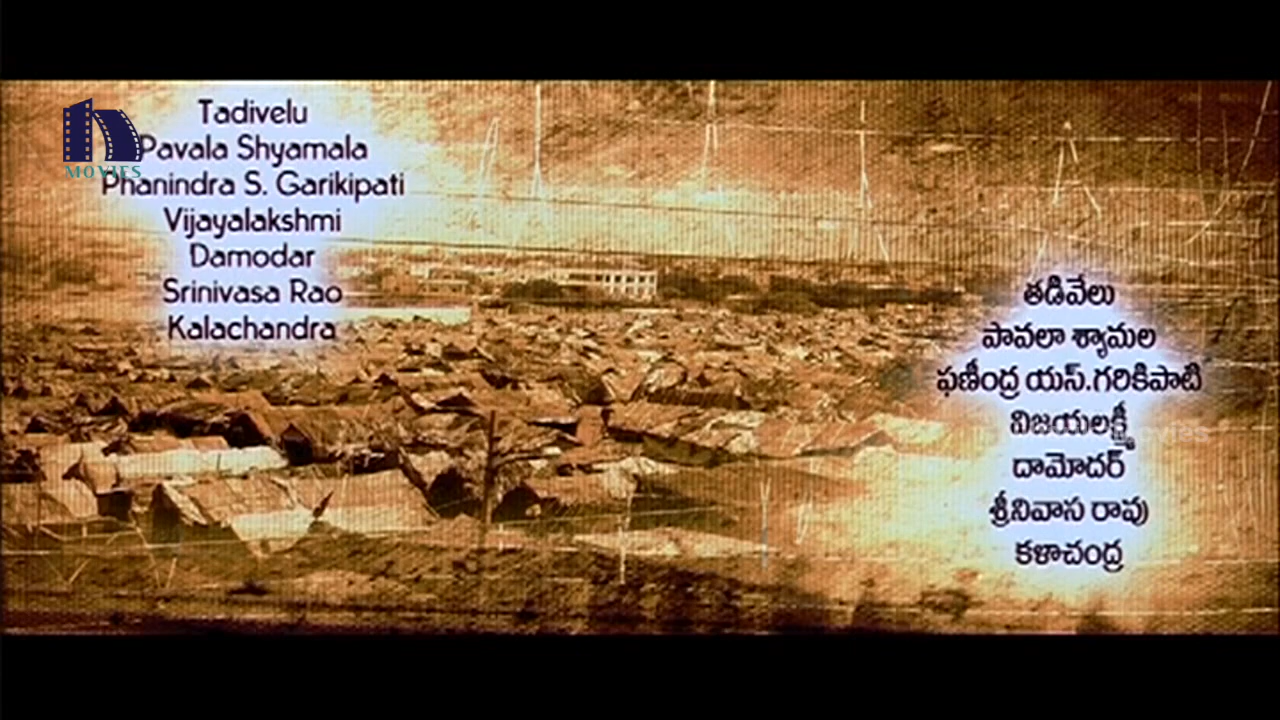 Tadivelu
Pavala Shyamala
Phanindra S. Garikipati
Vijayalakshmi
Damodar
Srinivasa Rao
Kalachandra
MOVIES
తడివేలు
పావలా శ్యామల
ఫణీంద్ర యస్.గరికిపాటి
విజయలక్ష్మీ
దామోదర్
శ్రీనివాస రావు
కళాచంద్ర